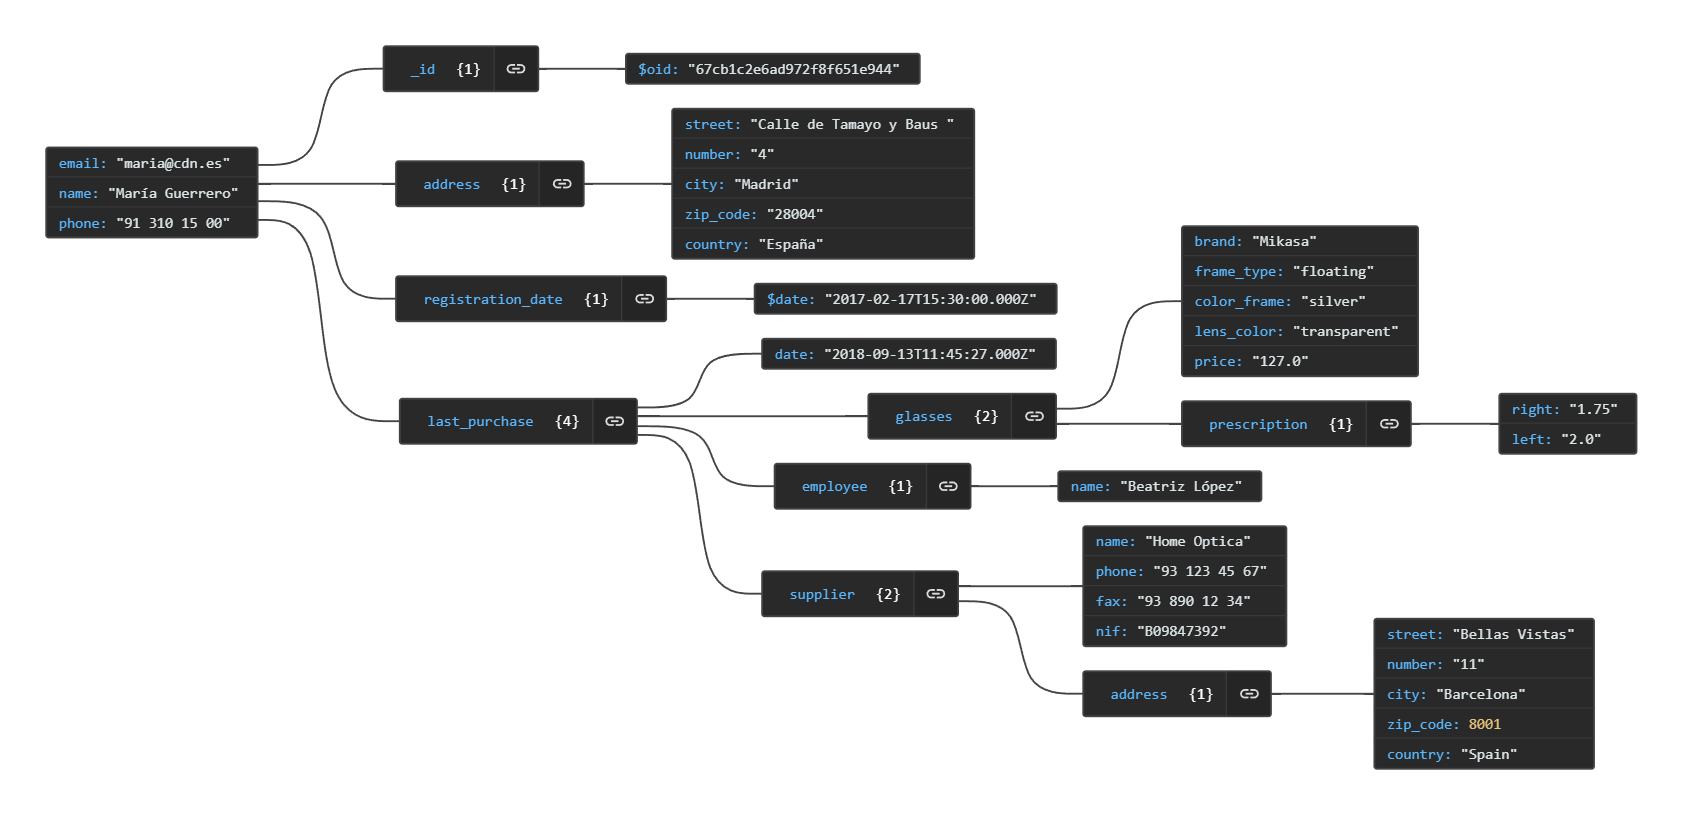 email: "maria@cdn.es"
name: "María Guerrero"
phone: "91 310 15 00"
_id {1}
$oid: "67cb1c2e6ad972f8f651e944"
address {1}
street: "Calle de Tamayo y Baus "
number: "4"
city: "Madrid"
zip_code: "28004"
country: "España"
registration_date {1}
$date: "2017-02-17T15:30:00.000Z"
last_purchase {4}
date: "2018-09-13T11:45:27.000Z"
glasses {2}
brand: "Mikasa"
frame_type: "floating"
color_frame: "silver"
lens_color: "transparent"
price: "127.0"
prescription {1}
right: "1.75"
left: "2.0"
employee {1}
name: "Beatriz López"
supplier {2}
name: "Home Optica"
phone: "93 123 45 67"
fax: "93 890 12 34"
nif: "B09847392"
address {1}
street: "Bellas Vistas"
number: "11"
city: "Barcelona"
zip_code: 8001
country: "Spain"